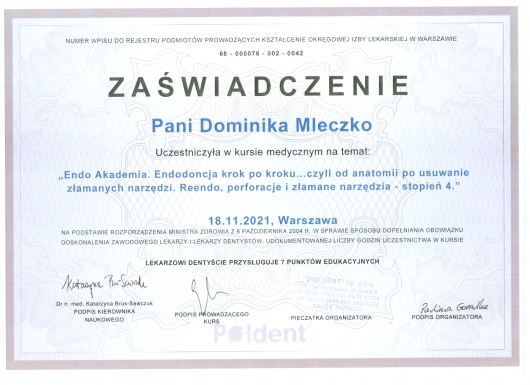 NUMER WPISU DO REJESTRU PODMIOTÓW PROWADZĄCYCH KSZTAŁCENIE OKRĘGOWEJ IZBY LEKARSKIEJ W WARSZAWIE
68 - 000076 - 002 - 0042
ZAŚWIADCZENIE
Pani Dominika Mleczko
Uczestniczyła w kursie medycznym na temat:
„Endo Akademia. Endodoncja krok po kroku...czyli od anatomii po usuwanie
złamanych narzędzi. Reendo, perforacje i złamane narzędzia - stopień 4."
18.11.2021, Warszawa
NA PODSTAWIE ROZPORZĄDZENIA MINISTRA ZDROWIA Z 6 PAŹDZIERNIKA 2004 R. W SPRAWIE SPOSOBU DOPEŁNIANIA OBOWIĄZKU
DOSKONALENIA ZAWODOWEGO LEKARZY I LEKARZY DENTYSTÓW, UDOKUMENTOWANEJ LICZBY GODZIN UCZESTNICTWA W KURSIE
LEKARZOWI DENTYŚCIE PRZYSŁUGUJE 7 PUNKTÓW EDUKACYJNYCH
Dr n. med. Katarzyna Brus-Sawczuk
PODPIS KIEROWNIKA
NAUKOWEGO
PODPIS PROWADZĄCEGO
KURS
PIECZĄTKA ORGANIZATORA
PODPIS ORGANIZATORA
Poldent